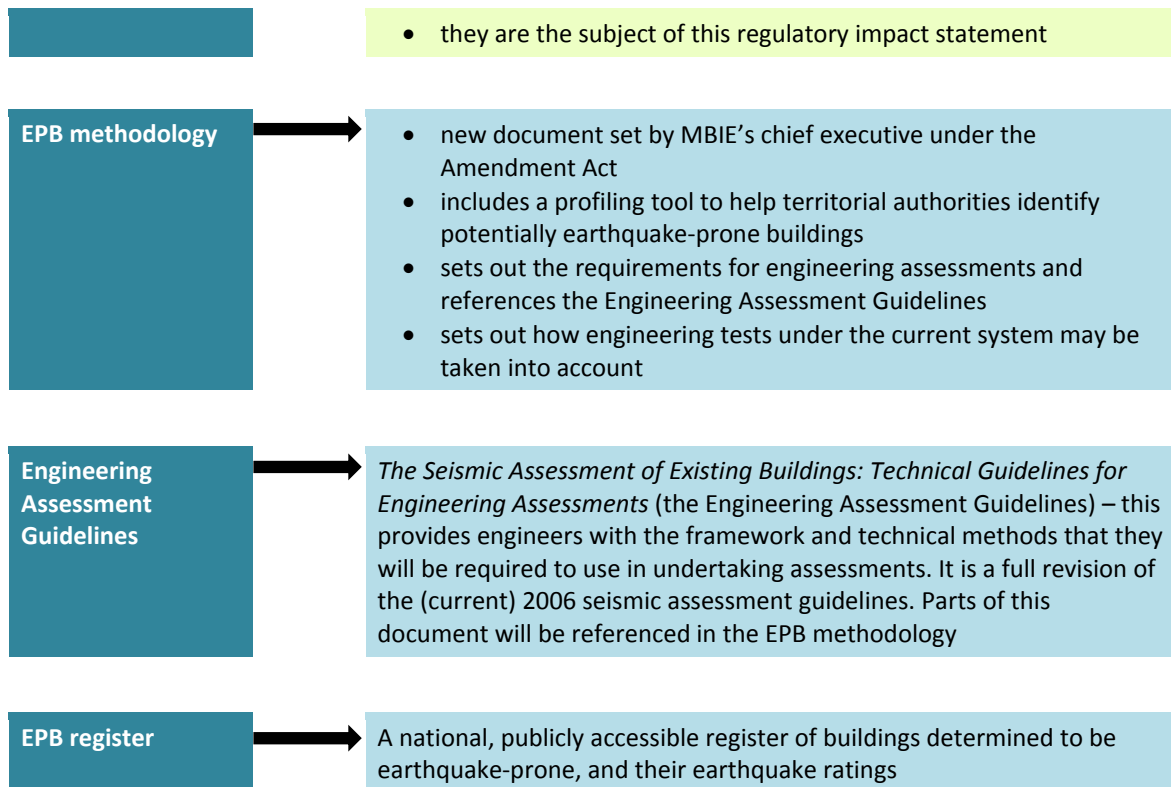 • they are the subject of this regulatory impact statement
EPB methodology
• new document set by MBIE’s chief executive under the
Amendment Act
• includes a profiling tool to help territorial authorities identify
potentially earthquake-prone buildings
• sets out the requirements for engineering assessments and
references the Engineering Assessment Guidelines
• sets out how engineering tests under the current system may be
taken into account
Engineering
Assessment
Guidelines
The Seismic Assessment of Existing Buildings: Technical Guidelines for
Engineering Assessments (the Engineering Assessment Guidelines) – this
provides engineers with the framework and technical methods that they
will be required to use in undertaking assessments. It is a full revision of
the (current) 2006 seismic assessment guidelines. Parts of this
document will be referenced in the EPB methodology
EPB register
A national, publicly accessible register of buildings determined to be
earthquake-prone, and their earthquake ratings